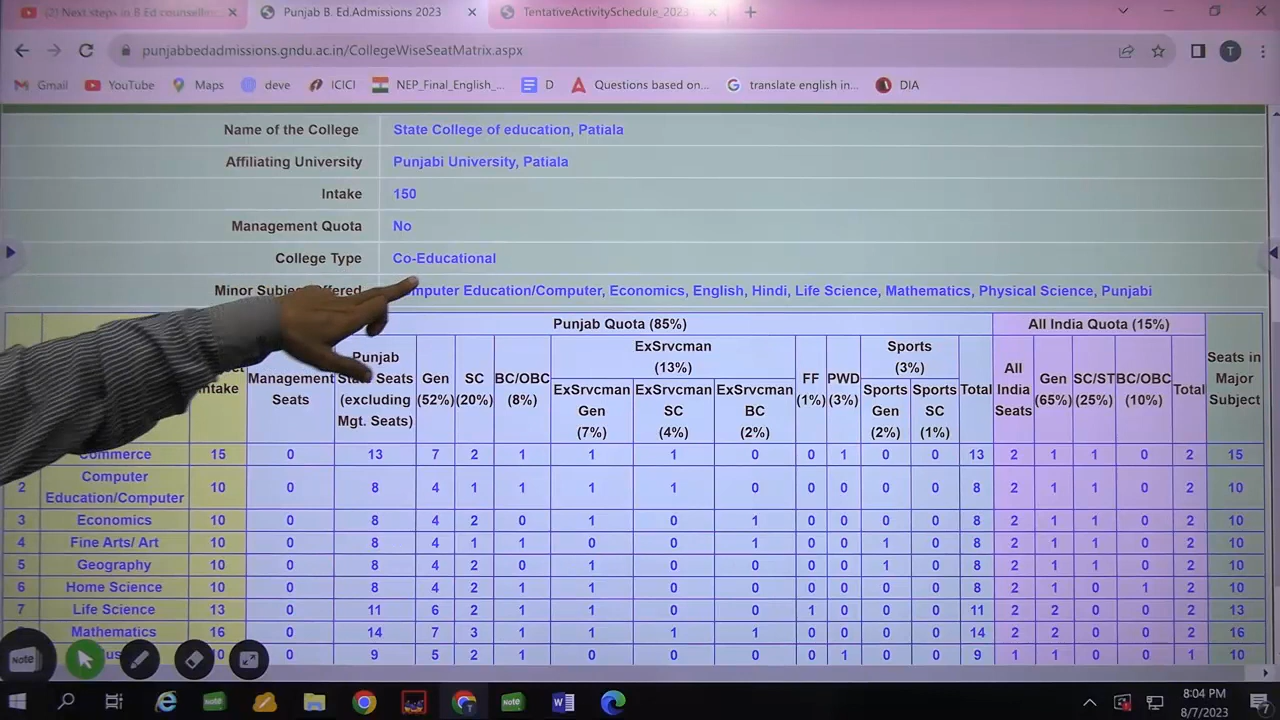 (2) Next steps in B Ed counsellin
Punjab B. Ed.Admissions 2023
TentativeActivitySchedule_2023
punjabbedadmissions.gndu.ac.in/CollegeWiseSeatMatrix.aspx
T
Gmail YouTube Maps deve ICICI NEP_Final_English_... D Questions based on... translate english in... DIA
Name of the College State College of education, Patiala
Affiliating University Punjabi University, Patiala
Intake 150
Management Quota No
College Type Co-Educational
Minor Subject Offered Computer Education/Computer, Economics, English, Hindi, Life Science, Mathematics, Physical Science, Punjabi
Punjab Quota (85%) All India Quota (15%)
Intake
Management Seats
Punjab State Seats (excluding Mgt. Seats)
Gen (52%)
SC (20%)
BC/OBC (8%)
ExSrvcman (13%)
ExSrvcman Gen (7%)
ExSrvcman SC (4%)
ExSrvcman BC (2%)
FF (1%)
PWD (3%)
Sports (3%)
Sports Gen (2%)
Sports SC (1%)
Total
All India Seats
Gen (65%)
SC/ST (25%)
BC/OBC (10%)
Total
Seats in Major Subject
Commerce 15 0 13 7 2 1 1 1 0 0 1 0 0 13 2 1 1 0 2 15
2 Computer Education/Computer 10 0 8 4 1 1 1 1 0 0 0 0 0 8 2 1 1 0 2 10
3 Economics 10 0 8 4 2 0 1 0 1 0 0 0 0 8 2 1 1 0 2 10
4 Fine Arts/ Art 10 0 8 4 1 1 0 0 1 0 0 1 0 8 2 1 1 0 2 10
5 Geography 10 0 8 4 2 0 1 0 0 0 0 1 0 8 2 1 1 0 2 10
6 Home Science 10 0 8 4 2 1 1 0 0 0 0 0 0 8 2 1 0 1 2 10
7 Life Science 13 0 11 6 2 1 1 0 0 1 0 0 0 11 2 2 0 0 2 13
Mathematics 16 0 14 7 3 1 1 1 1 0 0 0 0 14 2 2 0 0 2 16
0 9 5 2 1 0 0 0 0 1 0 0 9 1 1 0 0 1 10
Note
note
note
8:04 PM
8/7/2023
7